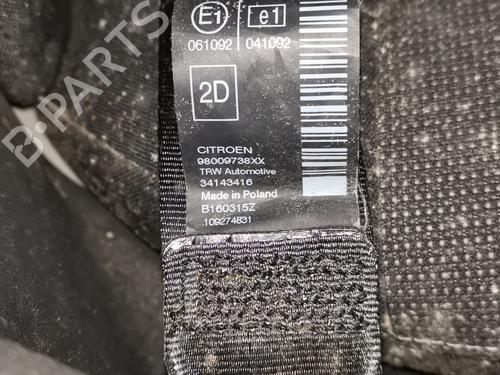 E1 e1
061092 041092
2D
CITROEN
98009738XX
TRW Automotive
34143416
Made in Poland
B160315Z
109274831
B-PARTS